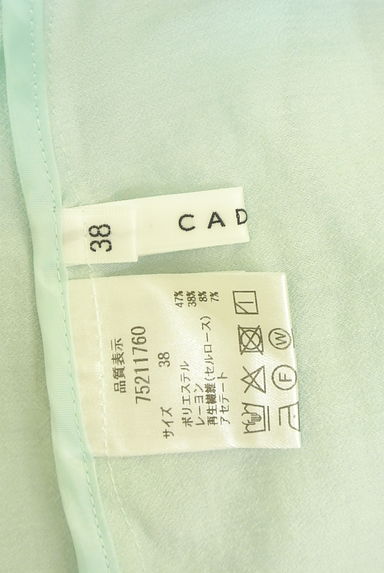 38
CAD
品質表示
75211760
サイズ 38
ポリエステル 47%
レーヨン 38%
再生繊維(セルロース) 8%
アセテート 7%
F W